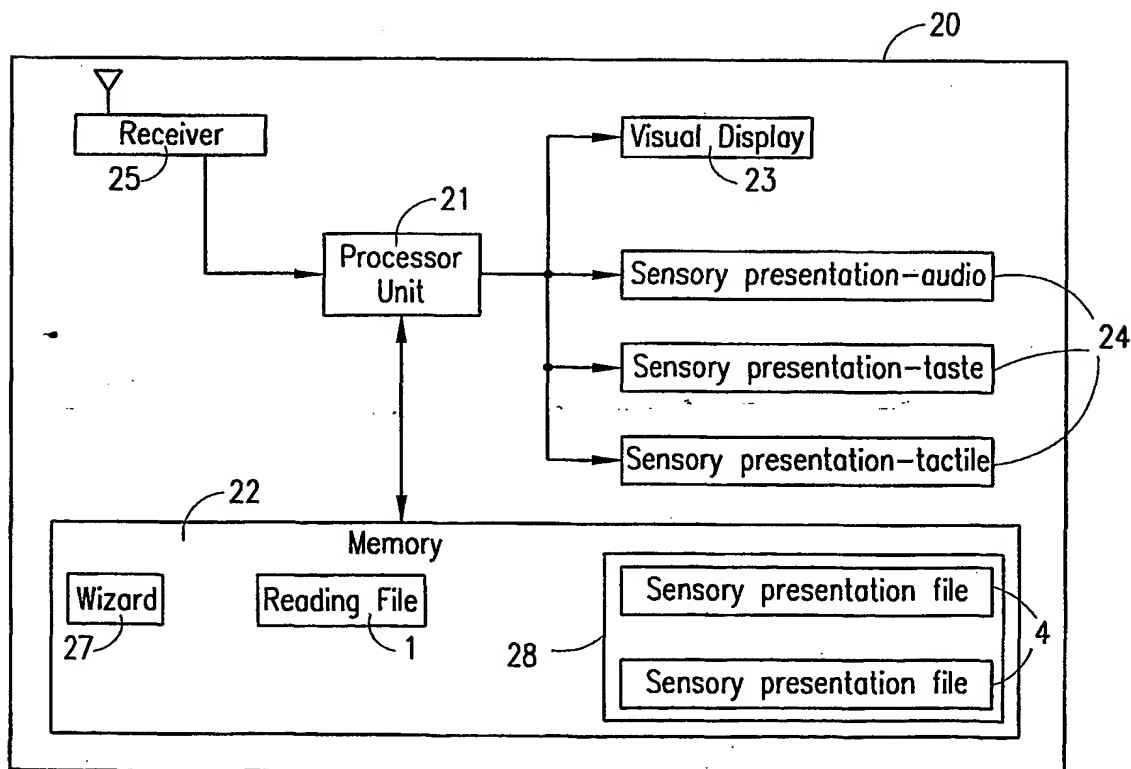 20
Receiver
25
Visual Display
23
21
Processor
Unit
Sensory presentation-audio
Sensory presentation-taste
Sensory presentation-tactile
24
22
Memory
Wizard
27
Reading File
1
28
Sensory presentation file
Sensory presentation file
4